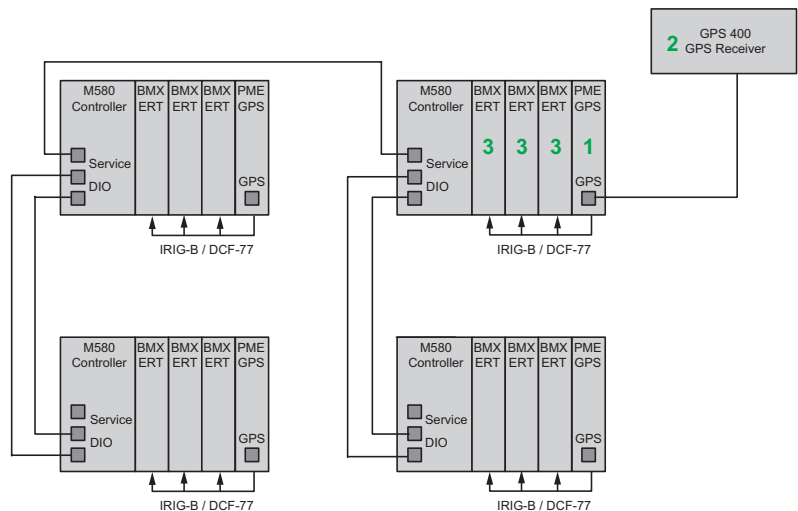 2 GPS 400
GPS Receiver
M580
Controller
BMX
ERT
BMX
ERT
BMX
ERT
PME
GPS
Service
DIO
GPS
IRIG-B / DCF-77
M580
Controller
BMX
ERT
BMX
ERT
BMX
ERT
PME
GPS
3 3 3 1
Service
DIO
GPS
IRIG-B / DCF-77
M580
Controller
BMX
ERT
BMX
ERT
BMX
ERT
PME
GPS
Service
DIO
GPS
IRIG-B / DCF-77
M580
Controller
BMX
ERT
BMX
ERT
BMX
ERT
PME
GPS
Service
DIO
GPS
IRIG-B / DCF-77